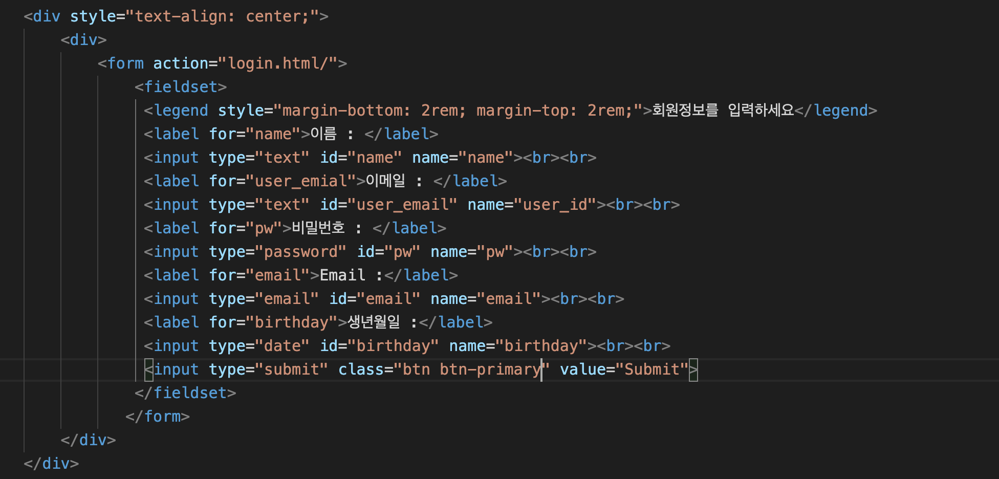 <div style="text-align: center;">
<div>
<form action="login.html/">
<fieldset>
<legend style="margin-bottom: 2rem; margin-top: 2rem;">회원정보를 입력하세요</legend>
<label for="name">이름 : </label>
<input type="text" id="name" name="name"><br><br>
<label for="user_emial">이메일 : </label>
<input type="text" id="user_email" name="user_id"><br><br>
<label for="pw">비밀번호 : </label>
<input type="password" id="pw" name="pw"><br><br>
<label for="email">Email :</label>
<input type="email" id="email" name="email"><br><br>
<label for="birthday">생년월일 :</label>
<input type="date" id="birthday" name="birthday"><br><br>
<input type="submit" class="btn btn-primary" value="Submit">
</fieldset>
</form>
</div>
</div>